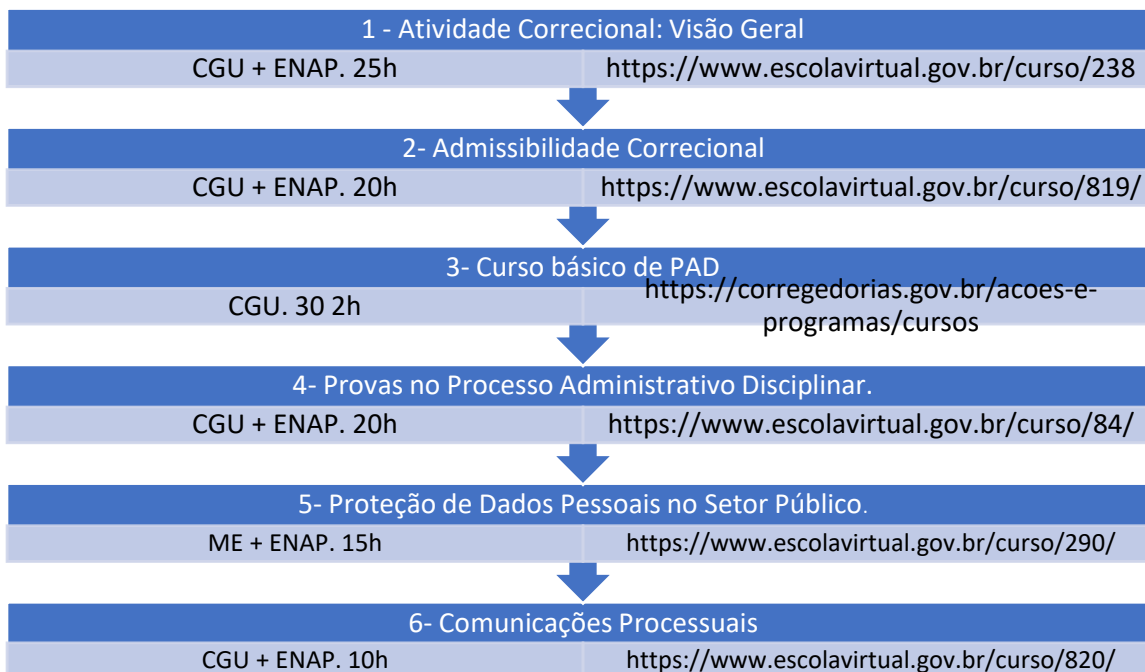 1 - Atividade Correcional: Visão Geral
CGU + ENAP. 25h https://www.escolavirtual.gov.br/curso/238
2- Admissibilidade Correcional
CGU + ENAP. 20h https://www.escolavirtual.gov.br/curso/819/
3- Curso básico de PAD
CGU. 30 2h
https://corregedorias.gov.br/acoes-e-
programas/cursos
4- Provas no Processo Administrativo Disciplinar.
CGU + ENAP. 20h https://www.escolavirtual.gov.br/curso/84/
5- Proteção de Dados Pessoais no Setor Público.
ME + ENAP. 15h https://www.escolavirtual.gov.br/curso/290/
6- Comunicações Processuais
CGU + ENAP. 10h https://www.escolavirtual.gov.br/curso/820/